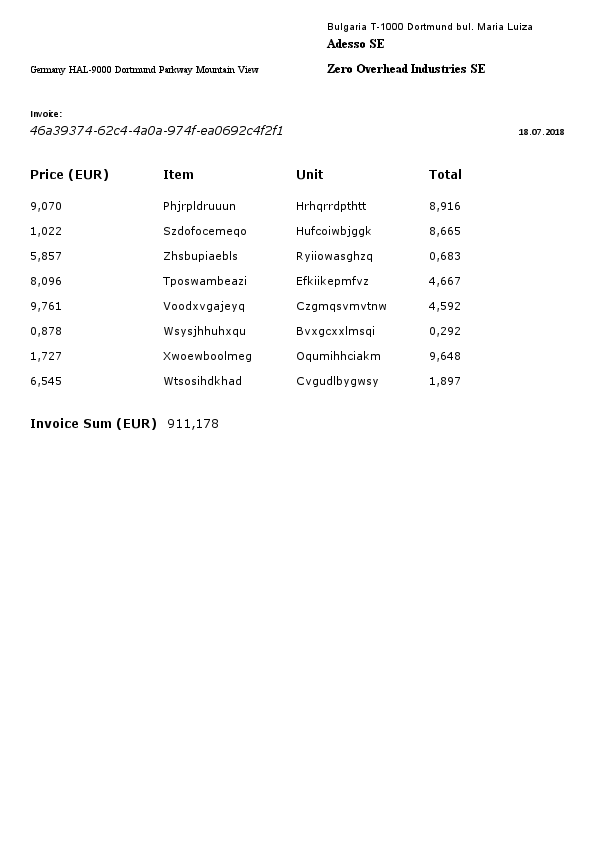 Bulgaria T-1000 Dortmund bul. Maria Luiza
Adesso SE
Germany HAL-9000 Dortmund Parkway Mountain View
Zero Overhead Industries SE
Invoice:
46a39374-62c4-4a0a-974f-ea0692c4f2f1
18.07.2018
Price (EUR) Item Unit Total
9,070 Phjrpldruuun Hrhqrrdpthtt 8,916
1,022 Szdofocemeqo Hufcoiwbjggk 8,665
5,857 Zhsbupiaebls Ryiiowasghzq 0,683
8,096 Tposwambeazi Efkiikepmfvz 4,667
9,761 Voodxvgajeyq Czgmqsvmvtnw 4,592
0,878 Wsysjhhuhxqu Bvxgcxxlmsqi 0,292
1,727 Xwoewboolmeg Oqumihhciakm 9,648
6,545 Wtsosihdkhad Cvgudlbygwsy 1,897
Invoice Sum (EUR) 911,178